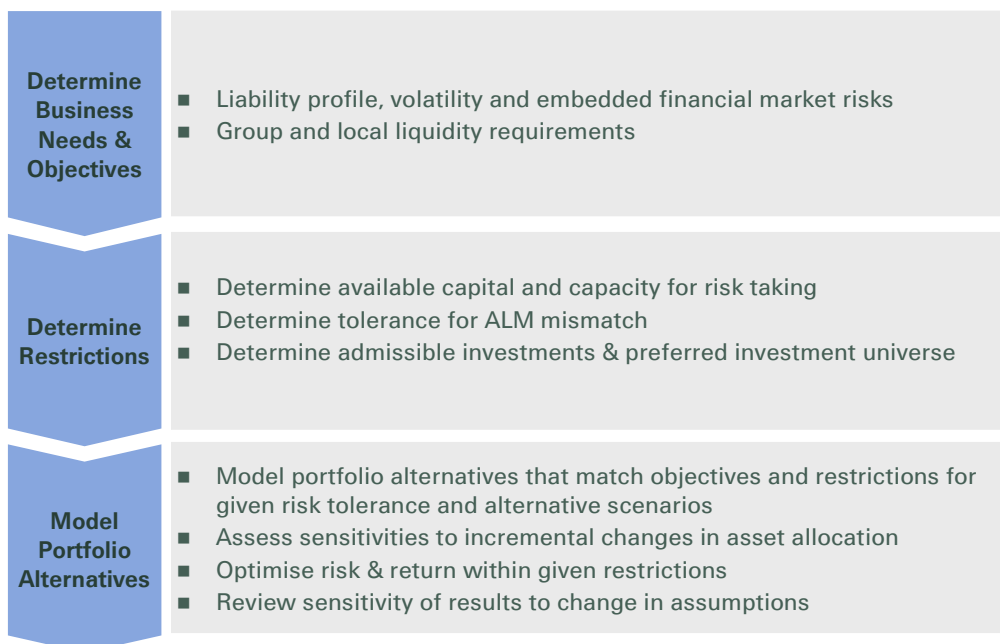 Determine
Business
Needs &
Objectives
■ Liability profile, volatility and embedded financial market risks
■ Group and local liquidity requirements
Determine
Restrictions
■ Determine available capital and capacity for risk taking
■ Determine tolerance for ALM mismatch
■ Determine admissible investments & preferred investment universe
Model
Portfolio
Alternatives
■ Model portfolio alternatives that match objectives and restrictions for
given risk tolerance and alternative scenarios
■ Assess sensitivities to incremental changes in asset allocation
■ Optimise risk & return within given restrictions
■ Review sensitivity of results to change in assumptions